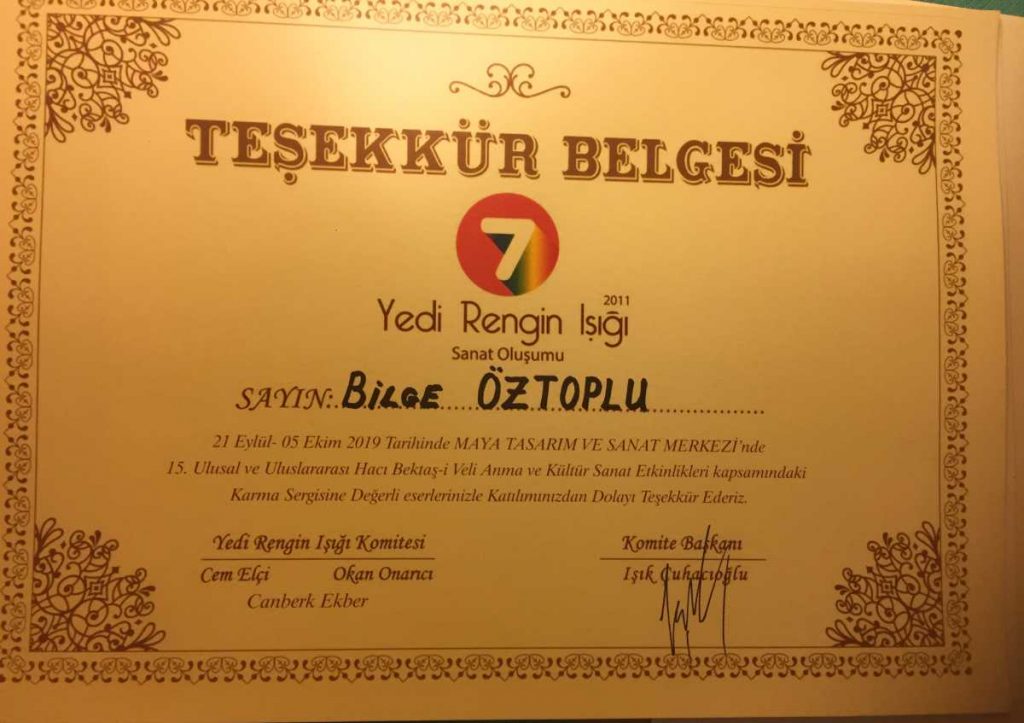 TEŞEKKÜR BELGESİ
7
2011
Yedi Rengin Işığı
Sanat Oluşumu
SAYIN: BİLGE ÖZTOPLU
21 Eylül- 05 Ekim 2019 Tarihinde MAYA TASARIM VE SANAT MERKEZİ'nde
15. Ulusal ve Uluslararası Hacı Bektaş-i Veli Anma ve Kültür Sanat Etkinlikleri kapsamındaki
Karma Sergisine Değerli eserlerinizle Katılımınızdan Dolayı Teşekkür Ederiz.
Yedi Rengin Işığı Komitesi
Cem Elçi Okan Onarıcı
Canberk Ekber
Komite Başkanı
Işık Çuhacıoğlu